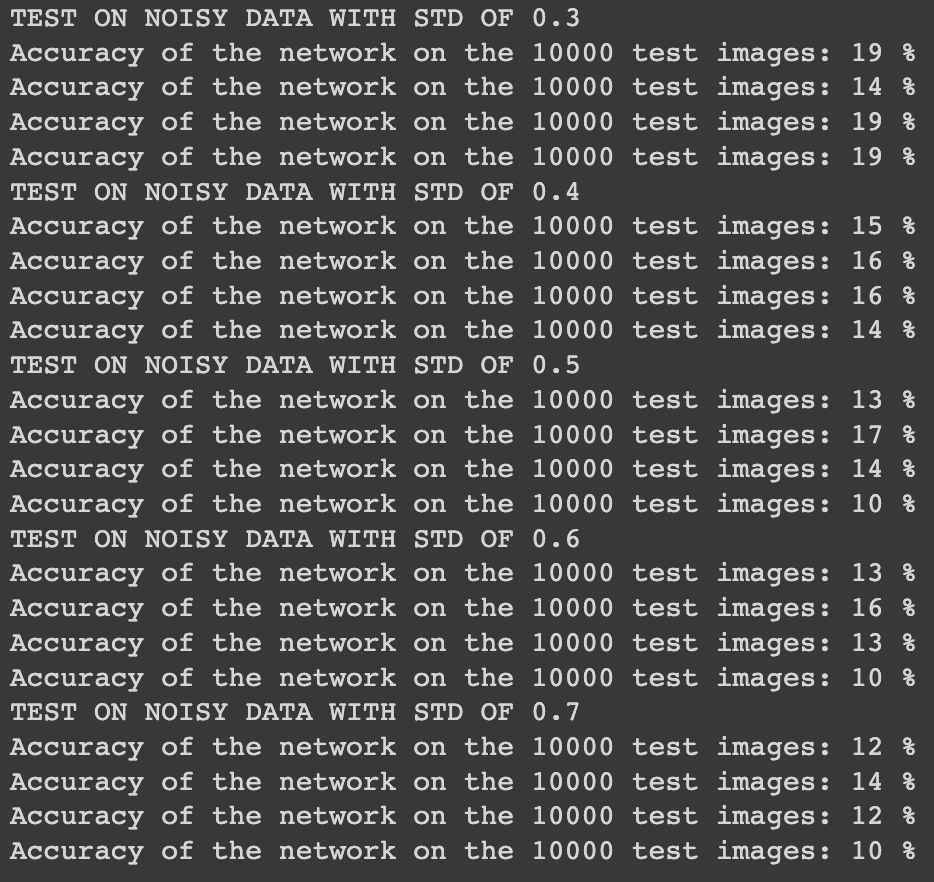 TEST ON NOISY DATA WITH STD OF 0.3
Accuracy of the network on the 10000 test images: 19 %
Accuracy of the network on the 10000 test images: 14 %
Accuracy of the network on the 10000 test images: 19 %
Accuracy of the network on the 10000 test images: 19 %
TEST ON NOISY DATA WITH STD OF 0.4
Accuracy of the network on the 10000 test images: 15 %
Accuracy of the network on the 10000 test images: 16 %
Accuracy of the network on the 10000 test images: 16 %
Accuracy of the network on the 10000 test images: 14 %
TEST ON NOISY DATA WITH STD OF 0.5
Accuracy of the network on the 10000 test images: 13 %
Accuracy of the network on the 10000 test images: 17 %
Accuracy of the network on the 10000 test images: 14 %
Accuracy of the network on the 10000 test images: 10 %
TEST ON NOISY DATA WITH STD OF 0.6
Accuracy of the network on the 10000 test images: 13 %
Accuracy of the network on the 10000 test images: 16 %
Accuracy of the network on the 10000 test images: 13 %
Accuracy of the network on the 10000 test images: 10 %
TEST ON NOISY DATA WITH STD OF 0.7
Accuracy of the network on the 10000 test images: 12 %
Accuracy of the network on the 10000 test images: 14 %
Accuracy of the network on the 10000 test images: 12 %
Accuracy of the network on the 10000 test images: 10 %